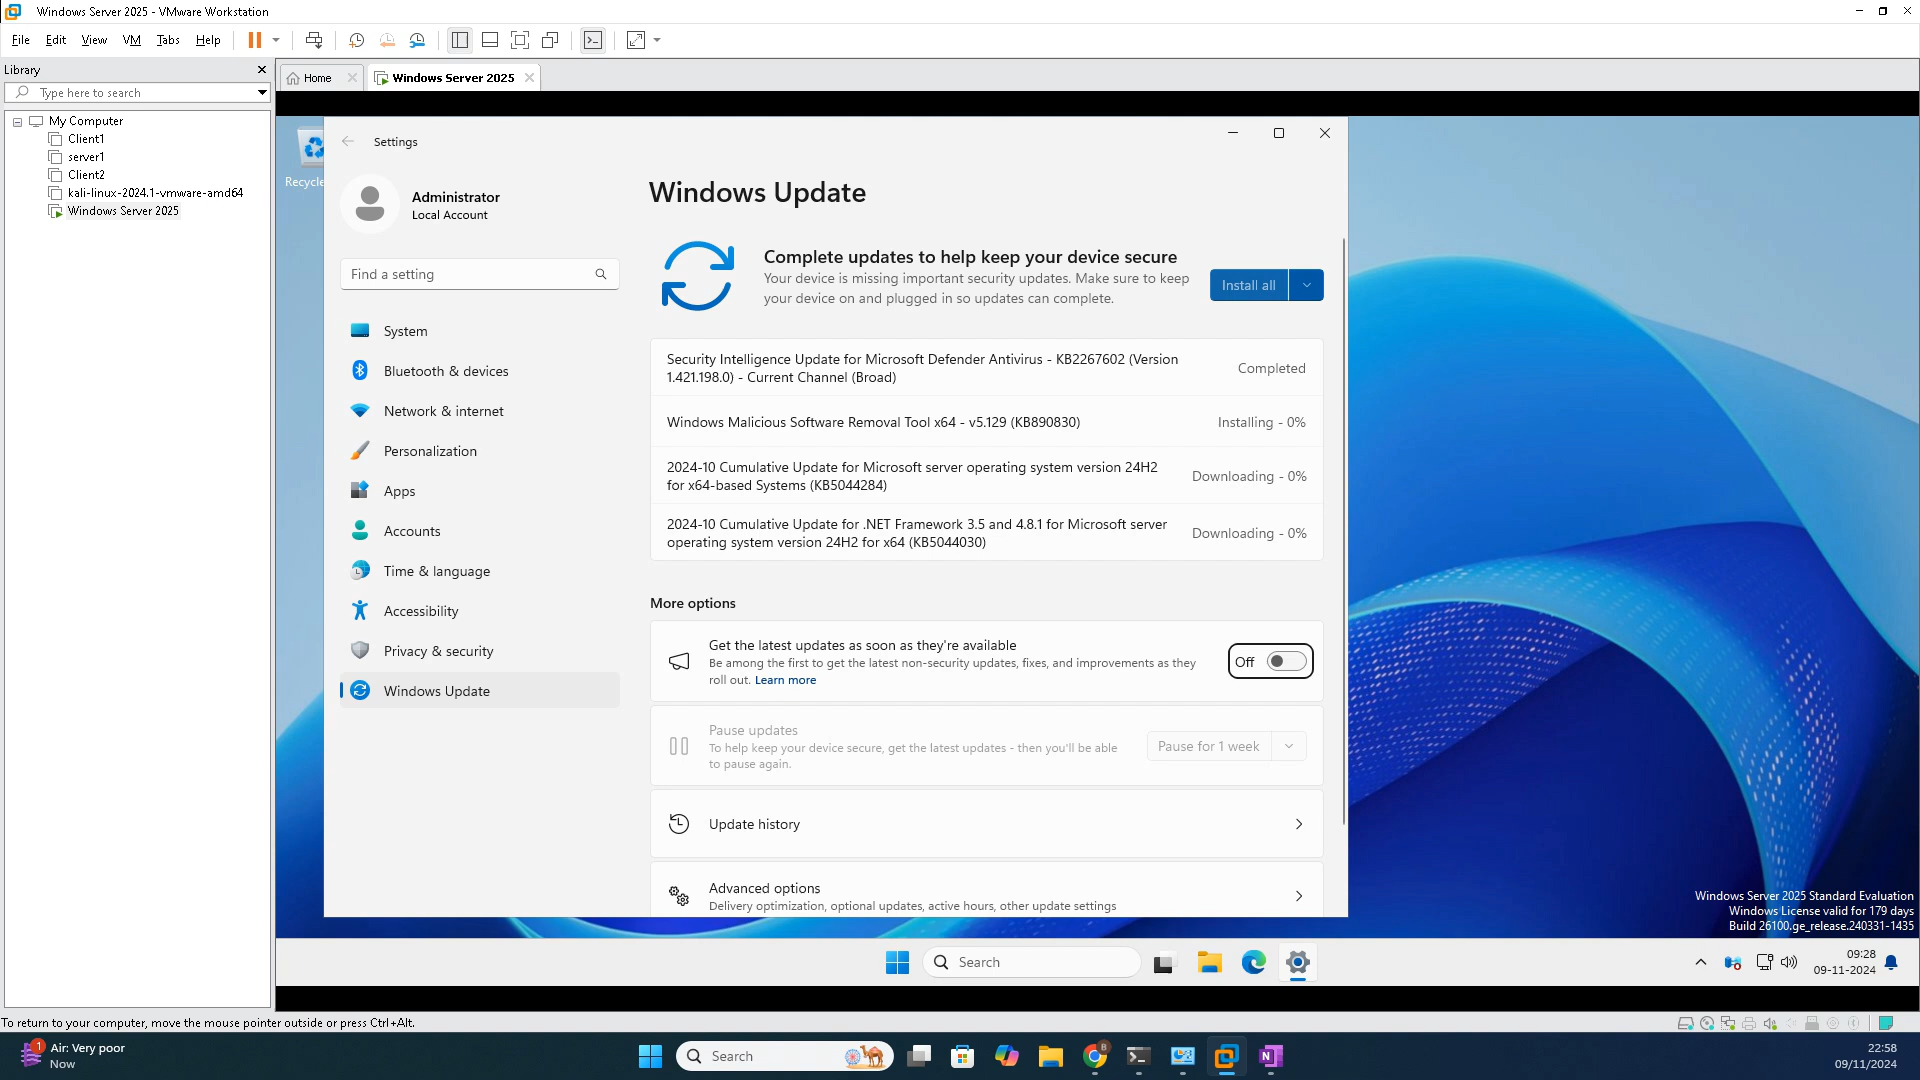 Windows Server 2025 - VMware Workstation
File Edit View VM Tabs Help
Library
Home
Windows Server 2025
Type here to search
My Computer
Client1
server1
Client2
kali-linux-2024.1-vmware-amd64
Windows Server 2025
Recycle
Settings
Administrator
Local Account
Find a setting
System
Bluetooth & devices
Network & internet
Personalization
Apps
Accounts
Time & language
Accessibility
Privacy & security
Windows Update
Windows Update
Complete updates to help keep your device secure
Your device is missing important security updates. Make sure to keep
your device on and plugged in so updates can complete.
Install all
Security Intelligence Update for Microsoft Defender Antivirus - KB2267602 (Version
1.421.198.0) - Current Channel (Broad)
Completed
Windows Malicious Software Removal Tool x64 - v5.129 (KB890830)
Installing - 0%
2024-10 Cumulative Update for Microsoft server operating system version 24H2
for x64-based Systems (KB5044284)
Downloading - 0%
2024-10 Cumulative Update for .NET Framework 3.5 and 4.8.1 for Microsoft server
operating system version 24H2 for x64 (KB5044030)
Downloading - 0%
More options
Get the latest updates as soon as they're available
Be among the first to get the latest non-security updates, fixes, and improvements as they
roll out. Learn more
Off
Pause updates
To help keep your device secure, get the latest updates - then you'll be able
to pause again.
Pause for 1 week
Update history
Advanced options
Delivery optimization, optional updates, active hours, other update settings
Windows Server 2025 Standard Evaluation
Windows License valid for 179 days
Build 26100.ge_release.240331-1435
Search
09:28
09-11-2024
To return to your computer, move the mouse pointer outside or press Ctrl+Alt.
1
Air: Very poor
Now
Search
B
N
22:58
09/11/2024